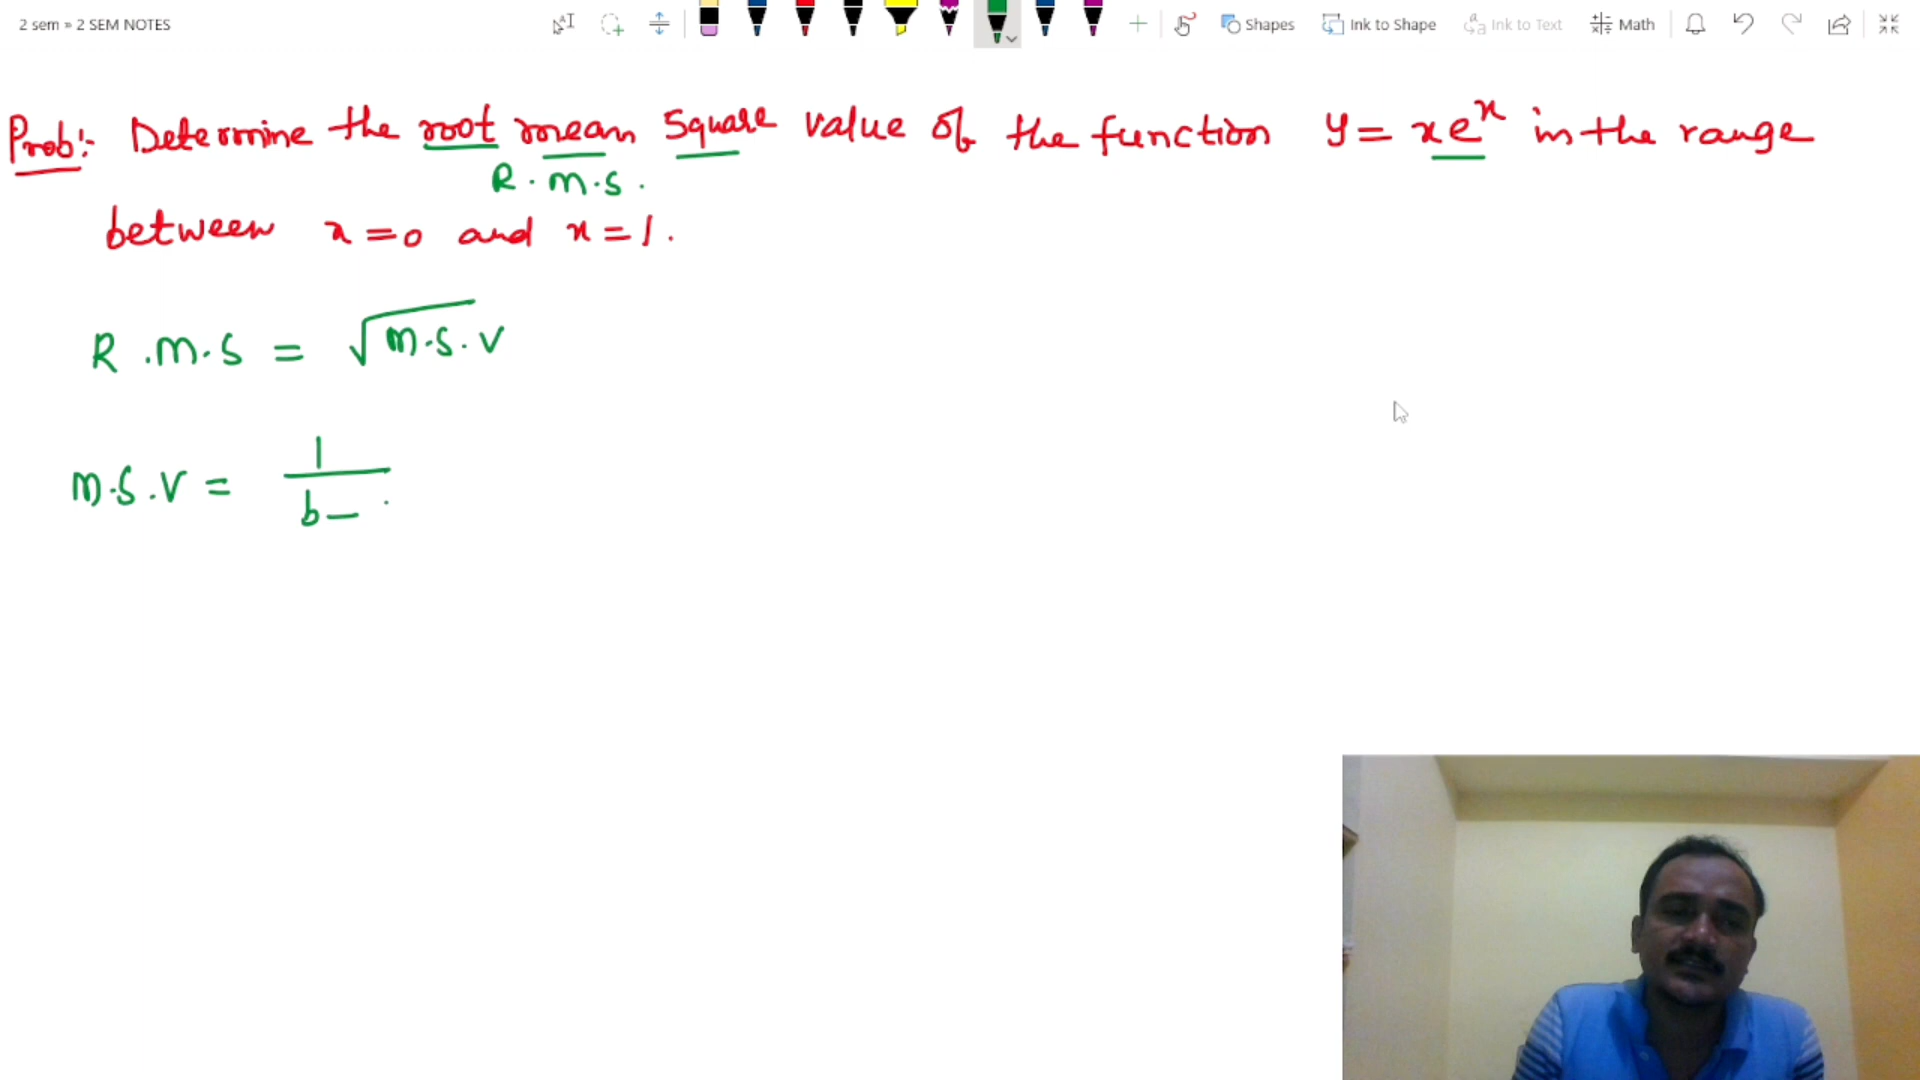 2 sem » 2 SEM NOTES
Shapes Ink to Shape Ink to Text Math
Prob:- Determine the root mean square value of the function y = xeˣ in the range
R.m.s.
between x = 0 and x = 1.
R.m.s = √m.s.v
m.s.v = 1
b–